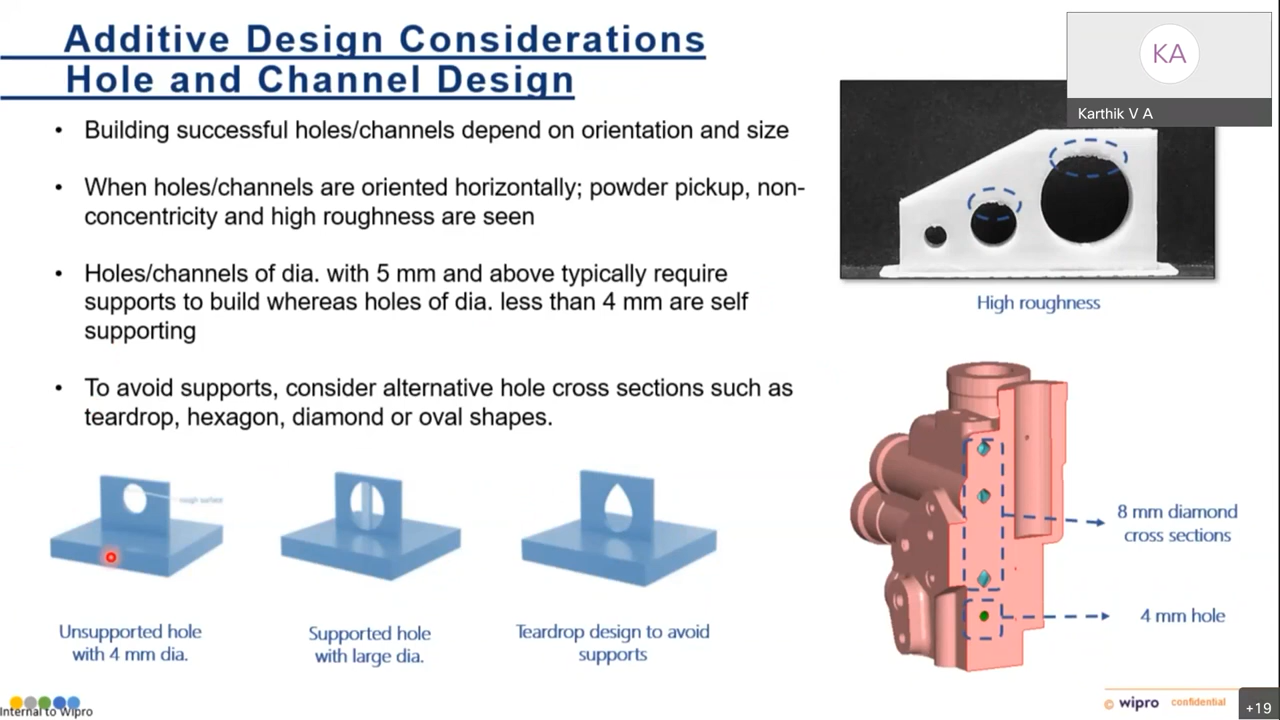 Additive Design Considerations
Hole and Channel Design
KA
Karthik V A
• Building successful holes/channels depend on orientation and size
• When holes/channels are oriented horizontally; powder pickup, non-
concentricity and high roughness are seen
• Holes/channels of dia. with 5 mm and above typically require
supports to build whereas holes of dia. less than 4 mm are self
supporting
• To avoid supports, consider alternative hole cross sections such as
teardrop, hexagon, diamond or oval shapes.
High roughness
rough surface
Unsupported hole
with 4 mm dia.
Supported hole
with large dia.
Teardrop design to avoid
supports
8 mm diamond
cross sections
4 mm hole
Internal to Wipro
© wipro confidential
+19